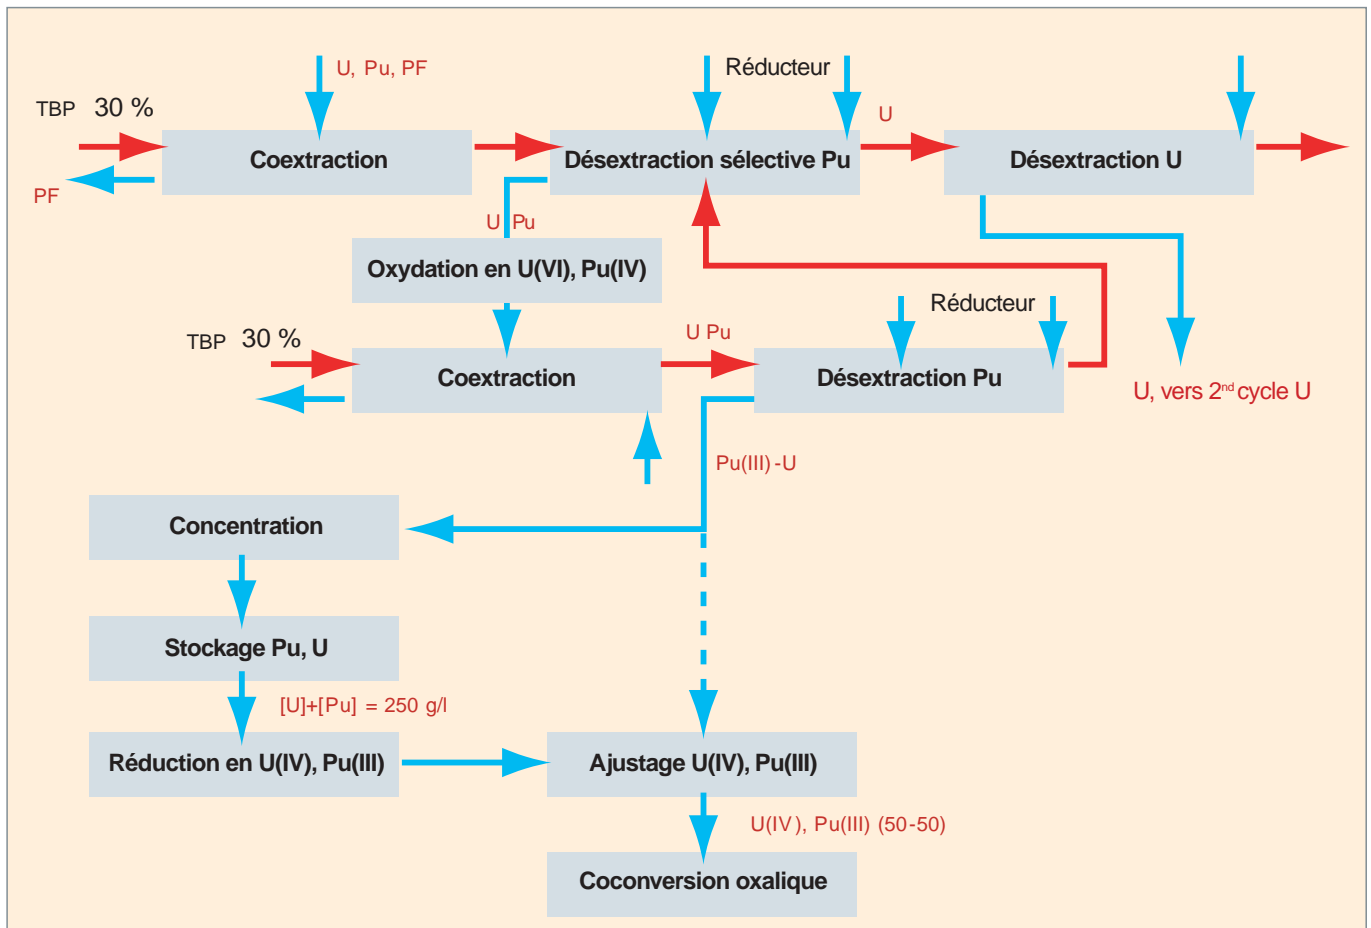 U, Pu, PF
Réducteur
TBP 30 %
U
Coextraction
Désextraction sélective Pu
Désextraction U
PF
U Pu
Oxydation en U(VI), Pu(IV)
Réducteur
TBP 30 %
U Pu
Coextraction
Désextraction Pu
U, vers 2nd cycle U
Pu(III)-U
Concentration
Stockage Pu, U
[U]+[Pu] = 250 g/l
Réduction en U(IV), Pu(III)
Ajustage U(IV), Pu(III)
U(IV), Pu(III) (50-50)
Coconversion oxalique